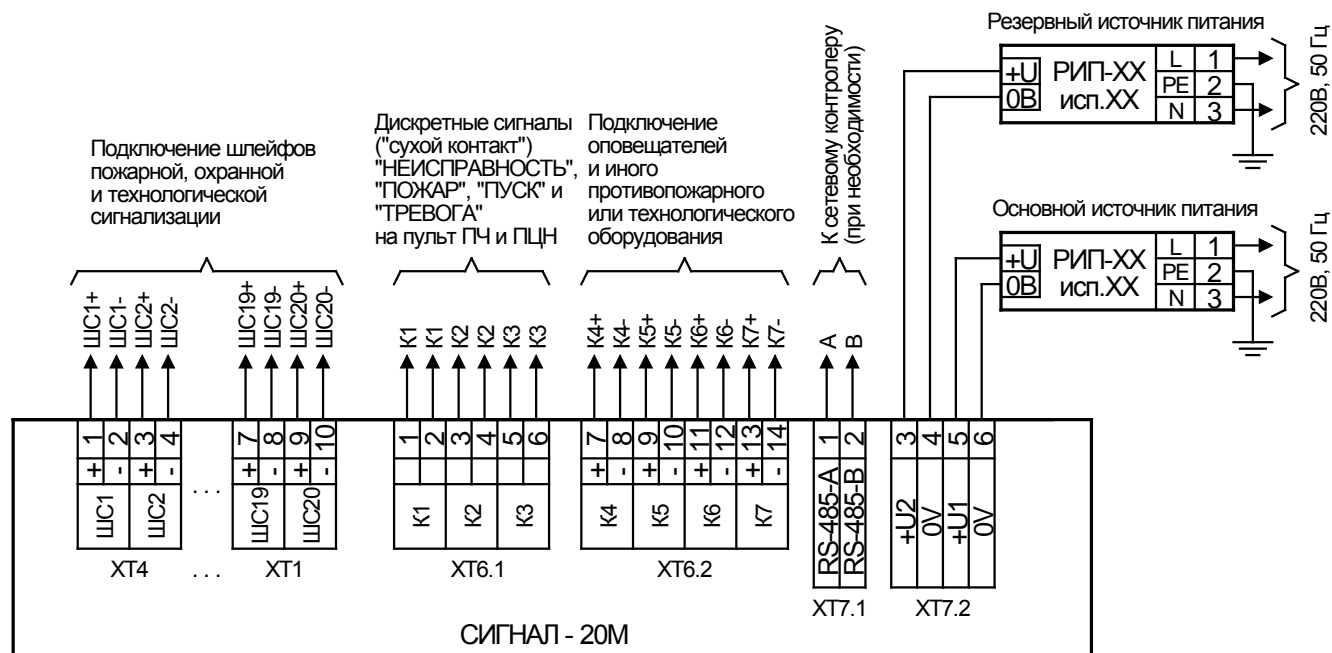 Резервный источник питания
+U
0В
РИП-ХХ
исп.ХХ
L 1
PE 2
N 3
220В, 50 Гц
Основной источник питания
+U
0В
РИП-ХХ
исп.ХХ
L 1
PE 2
N 3
220В, 50 Гц
Подключение шлейфов
пожарной, охранной
и технологической
сигнализации
Дискретные сигналы
("сухой контакт")
"НЕИСПРАВНОСТЬ",
"ПОЖАР", "ПУСК" и
"ТРЕВОГА"
на пульт ПЧ и ПЦН
Подключение
оповещателей
и иного
противопожарного
или технологического
оборудования
К сетевому контролеру
(при необходимости)
ШС1+
ШС1-
ШС2+
ШС2-
ШС19+
ШС19-
ШС20+
ШС20-
К1
К1
К2
К2
К3
К3
К4+
К4-
К5+
К5-
К6+
К6-
К7+
К7-
А
В
1 2 3 4
+ - + -
ШС1 ШС2
. . .
7 8 9 10
+ - + -
ШС19 ШС20
1 2 3 4 5 6
К1 К2 К3
7 8 9 10 11 12 13 14
+ - + - + - + -
К4 К5 К6 К7
1 2
RS-485-A
RS-485-B
3 4 5 6
+U2
0V
+U1
0V
ХТ4 . . . ХТ1 ХТ6.1 ХТ6.2 ХТ7.1 ХТ7.2
СИГНАЛ - 20М